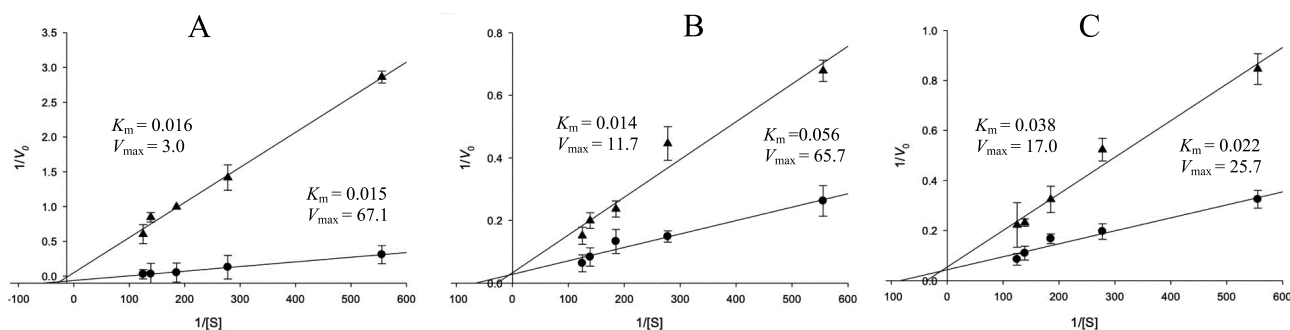 A
3.5
3.0
2.5
2.0
1.5
1.0
0.5
0.0
1/V0
Km = 0.016
Vmax = 3.0
Km = 0.015
Vmax = 67.1
-100 0 100 200 300 400 500 600
1/[S]
B
0.8
0.6
0.4
0.2
0.0
1/V0
Km = 0.014
Vmax = 11.7
Km =0.056
Vmax = 65.7
100 0 100 200 300 400 500 600
1/[S]
C
1.0
0.8
0.6
0.4
0.2
0.0
1/V0
Km = 0.038
Vmax = 17.0
Km = 0.022
Vmax = 25.7
-100 0 100 200 300 400 500 600
1/[S]